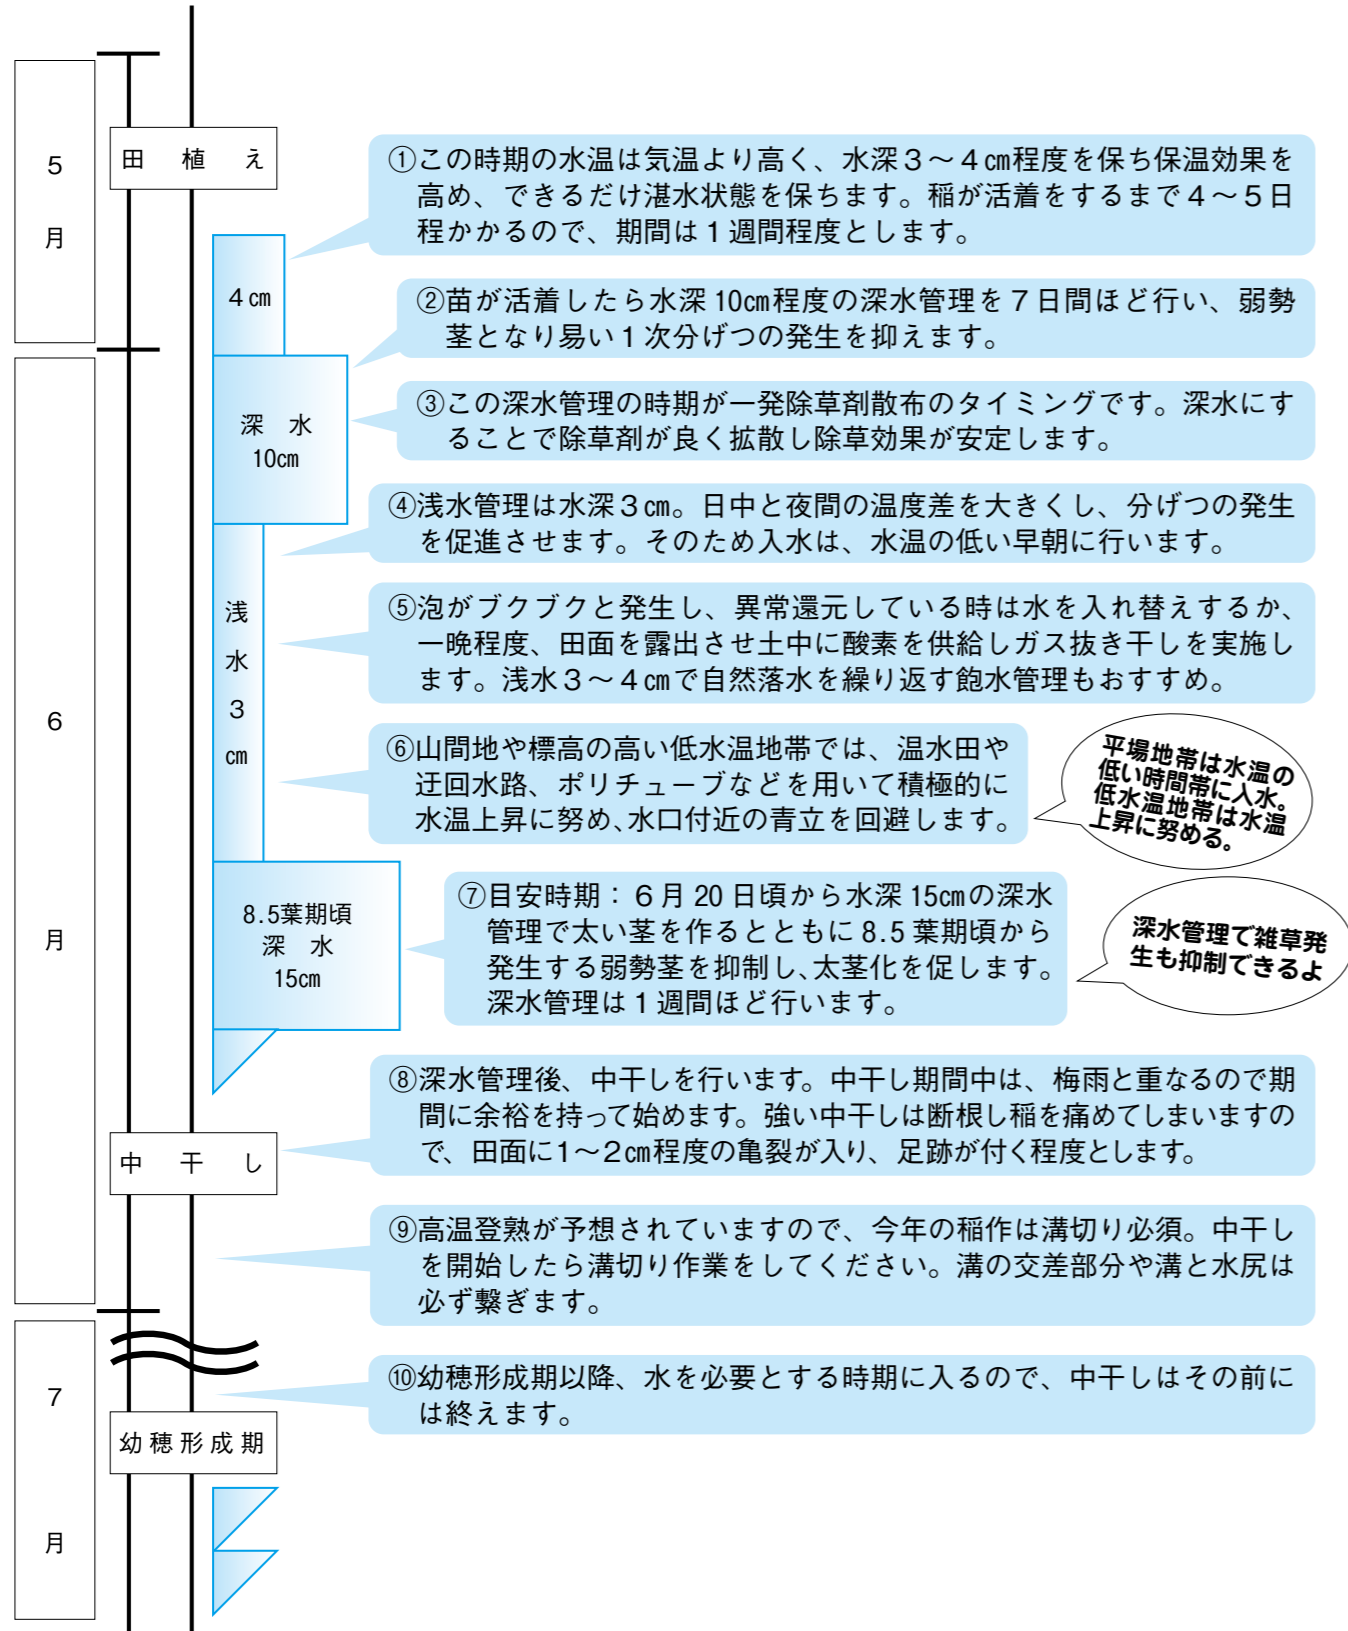 5
月
田植え
①この時期の水温は気温より高く、水深3〜4㎝程度を保ち保温効果を
高め、できるだけ湛水状態を保ちます。稲が活着をするまで4〜5日
程かかるので、期間は1週間程度とします。
4㎝
②苗が活着したら水深10㎝程度の深水管理を7日間ほど行い、弱勢
茎となり易い1次分げつの発生を抑えます。
深水
10㎝
③この深水管理の時期が一発除草剤散布のタイミングです。深水にす
ることで除草剤が良く拡散し除草効果が安定します。
6
月
浅
水
3
㎝
④浅水管理は水深3㎝。日中と夜間の温度差を大きくし、分げつの発生
を促進させます。そのため入水は、水温の低い早朝に行います。
⑤泡がブクブクと発生し、異常還元している時は水を入れ替えするか、
一晩程度、田面を露出させ土中に酸素を供給しガス抜き干しを実施し
ます。浅水3〜4㎝で自然落水を繰り返す飽水管理もおすすめ。
⑥山間地や標高の高い低水温地帯では、温水田や
迂回水路、ポリチューブなどを用いて積極的に
水温上昇に努め、水口付近の青立を回避します。
平場地帯は水温の
低い時間帯に入水。
低水温地帯は水温
上昇に努める。
8.5葉期頃
深水
15㎝
⑦目安時期：6月20日頃から水深15㎝の深水
管理で太い茎を作るとともに8.5葉期頃から
発生する弱勢茎を抑制し、太茎化を促します。
深水管理は1週間ほど行います。
深水管理で雑草発
生も抑制できるよ
⑧深水管理後、中干しを行います。中干し期間中は、梅雨と重なるので期
間に余裕を持って始めます。強い中干しは断根し稲を痛めてしまいますの
で、田面に1〜2㎝程度の亀裂が入り、足跡が付く程度とします。
中干し
⑨高温登熟が予想されていますので、今年の稲作は溝切り必須。中干し
を開始したら溝切り作業をしてください。溝の交差部分や溝と水尻は
必ず繋ぎます。
7
月
⑩幼穂形成期以降、水を必要とする時期に入るので、中干しはその前に
は終えます。
幼穂形成期